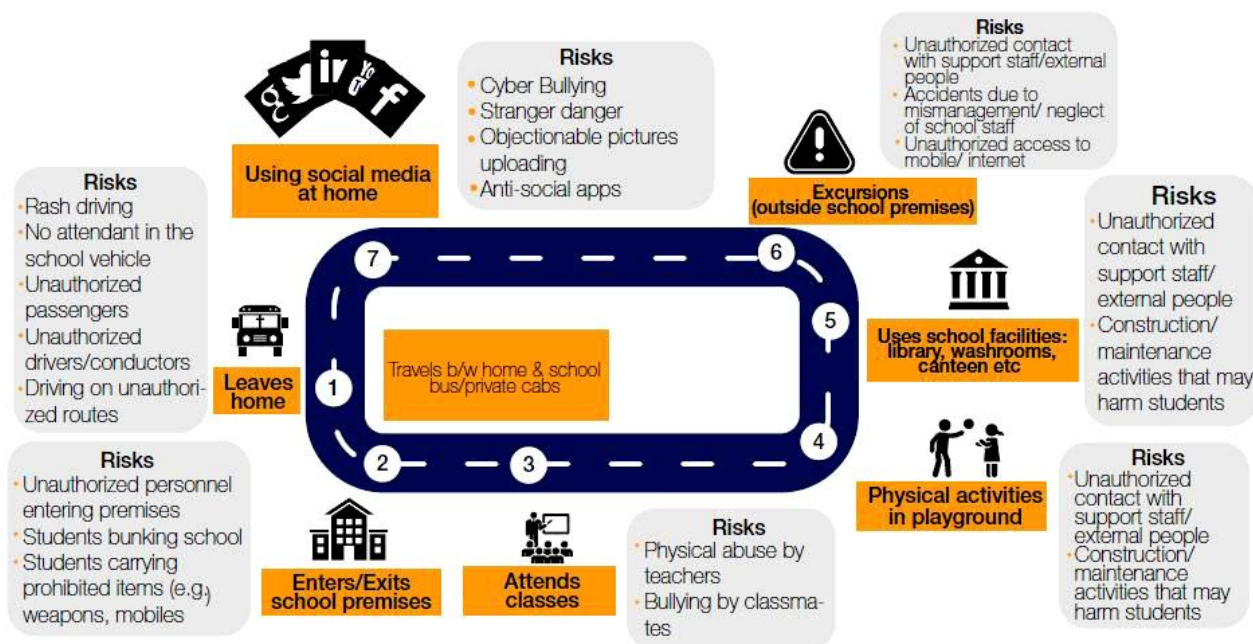 Risks
• Cyber Bullying
• Stranger danger
• Objectionable pictures
uploading
• Anti-social apps
Using social media
at home
Risks
• Unauthorized contact
with support staff/external
people
• Accidents due to
mismanagement/ neglect
of school staff
• Unauthorized access to
mobile/ internet
Excursions
(outside school premises)
Risks
• Rash driving
• No attendant in the
school vehicle
• Unauthorized
passengers
• Unauthorized
drivers/conductors
• Driving on unauthori-
zed routes
Leaves
home
Risks
• Unauthorized
contact with
support staff/
external people
• Construction/
maintenance
activities that may
harm students
Uses school facilities:
library, washrooms,
canteen etc
7
6
5
1
4
2
3
Travels b/w home & school
bus/private cabs
Risks
• Unauthorized personnel
entering premises
• Students bunking school
• Students carrying
prohibited items (e.g.)
weapons, mobiles
Enters/Exits
school premises
Attends
classes
Risks
• Physical abuse by
teachers
• Bullying by classma-
tes
Physical activities
in playground
Risks
• Unauthorized
contact with
support staff/
external people
• Construction/
maintenance
activities that may
harm students
g
in
You
f